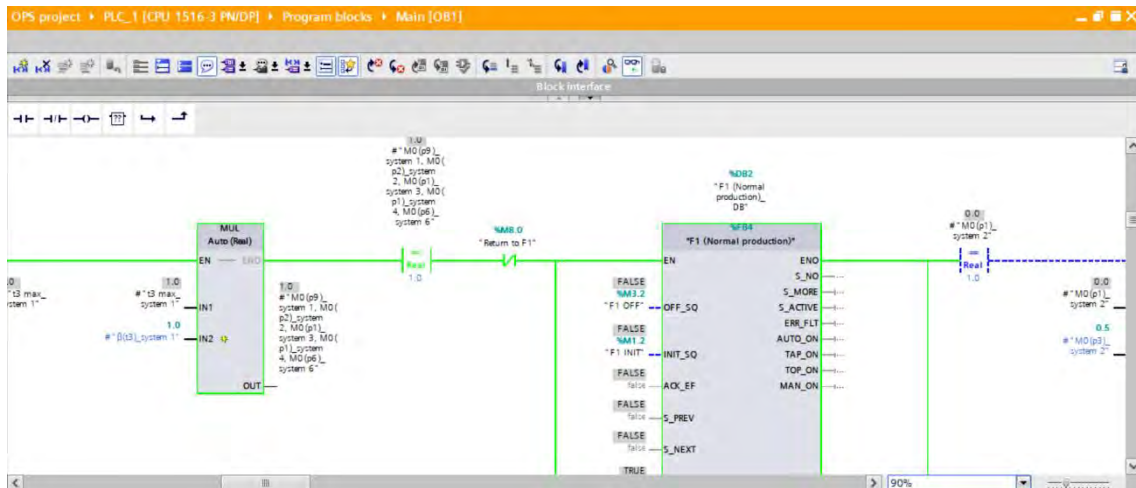 OPS project ▸ PLC_1 [CPU 1516-3 PN/DP] ▸ Program blocks ▸ Main [OB1]
Block interface
1.0
#"M0(p9)_
system 1, M0(
p2)_system
2, M0(p1)_
system 3, M0(
p1)_system
4, M0(p6)_
system 6"
==
Real
1.0
%M8.0
"Return to F1"
MUL
Auto (Real)
EN
ENO
IN1
IN2
OUT
#"t3 max_
1.0
#"t3 max_
system 1"
1.0
#"β(t3)_system 1"
1.0
#"M0(p9)_
system 1, M0(
p2)_system
2, M0(p1)_
system 3, M0(
p1)_system
4, M0(p6)_
system 6"
%DB2
"F1 (Normal
production)_
DB"
%FB4
"F1 (Normal production)"
EN
ENO
S_NO
S_MORE
S_ACTIVE
ERR_FLT
AUTO_ON
TAP_ON
TOP_ON
MAN_ON
FALSE
%M3.2
"F1 OFF"
OFF_SQ
FALSE
%M1.2
"F1 INIT"
INIT_SQ
FALSE
false
ACK_EF
FALSE
false
S_PREV
FALSE
false
S_NEXT
TRUE
0.0
#"M0(p1)_
system 2"
==
Real
1.0
0.0
#"M0(p1)_
system 2"
0.5
#"M0(p3)_
system 2"
90%